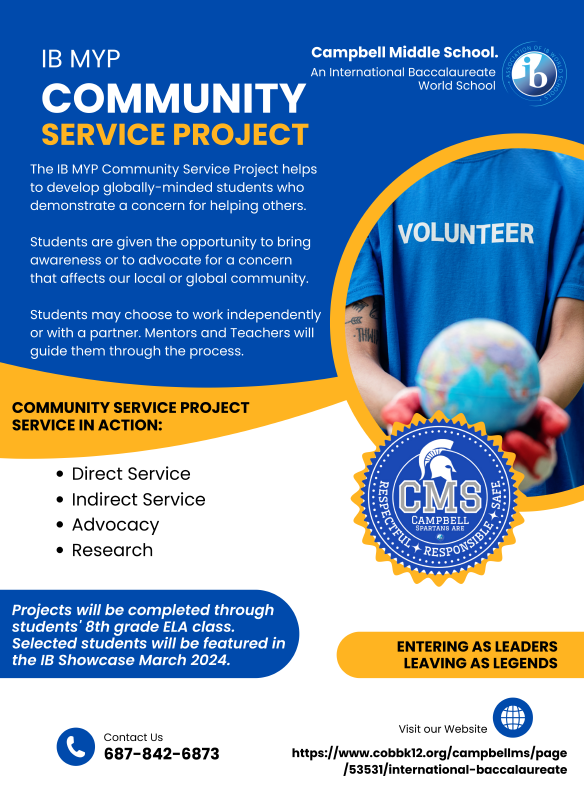 IB MYP
COMMUNITY
SERVICE PROJECT
Campbell Middle School.
An International Baccalaureate
World School
ib
The IB MYP Community Service Project helps
to develop globally-minded students who
demonstrate a concern for helping others.
Students are given the opportunity to bring
awareness or to advocate for a concern
that affects our local or global community.
Students may choose to work independently
or with a partner. Mentors and Teachers will
guide them through the process.
VOLUNTEER
COMMUNITY SERVICE PROJECT
SERVICE IN ACTION:
• Direct Service
• Indirect Service
• Advocacy
• Research
CMS
CAMPBELL
SPARTANS ARE
RESPECTFUL ✦ RESPONSIBLE ✦ SAFE
Projects will be completed through
students' 8th grade ELA class.
Selected students will be featured in
the IB Showcase March 2024.
ENTERING AS LEADERS
LEAVING AS LEGENDS
Contact Us
687-842-6873
Visit our Website
https://www.cobbk12.org/campbellms/page
/53531/international-baccalaureate